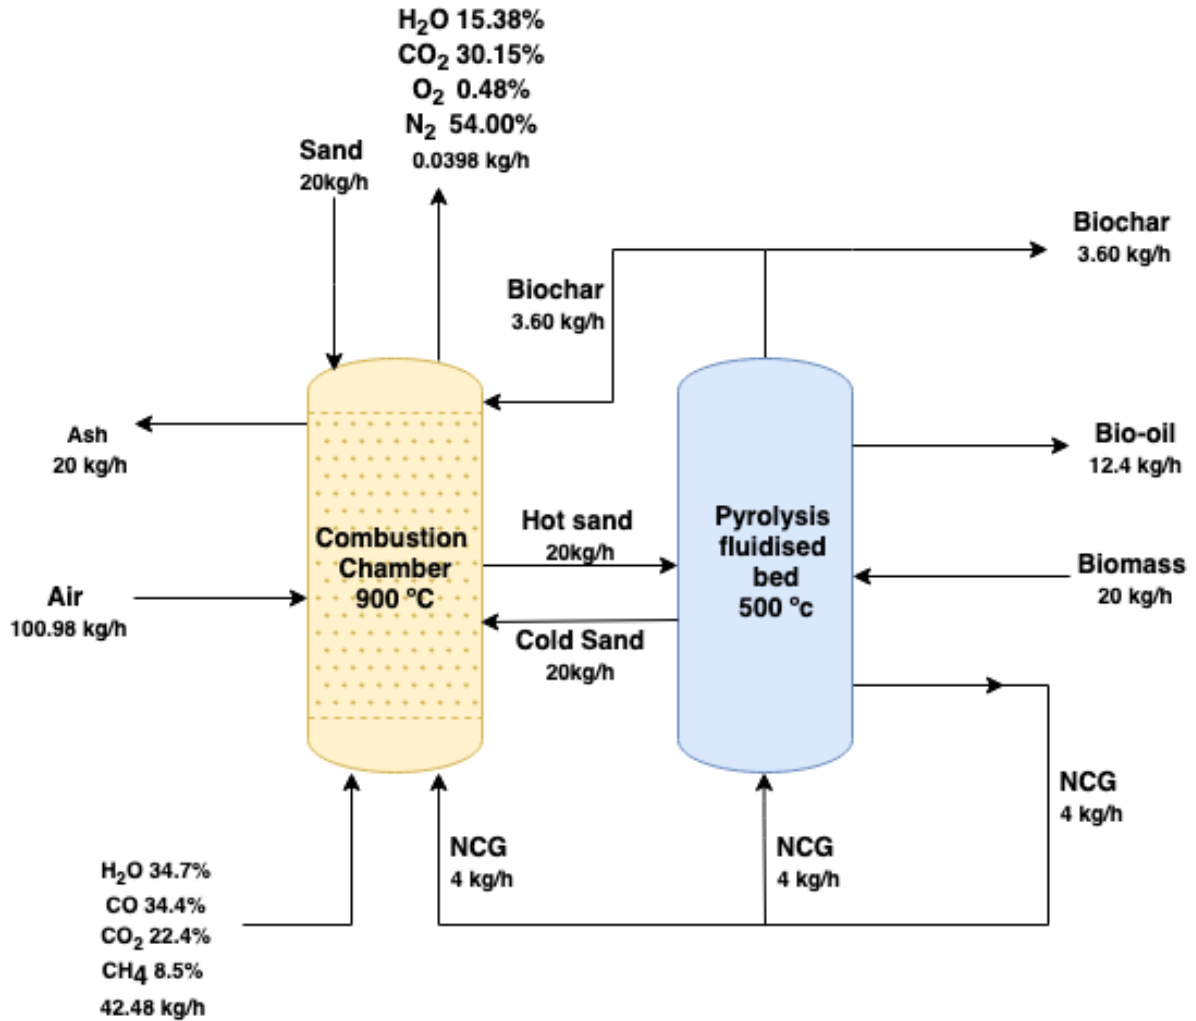 H₂O 15.38%
CO₂ 30.15%
O₂ 0.48%
N₂ 54.00%
0.0398 kg/h
Sand
20kg/h
Biochar
3.60 kg/h
Biochar
3.60 kg/h
Ash
20 kg/h
Bio-oil
12.4 kg/h
Combustion
Chamber
900 ºC
Hot sand
20kg/h
Pyrolysis
fluidised
bed
500 ºc
Biomass
20 kg/h
Air
100.98 kg/h
Cold Sand
20kg/h
NCG
4 kg/h
NCG
4 kg/h
NCG
4 kg/h
H₂O 34.7%
CO 34.4%
CO₂ 22.4%
CH4 8.5%
42.48 kg/h